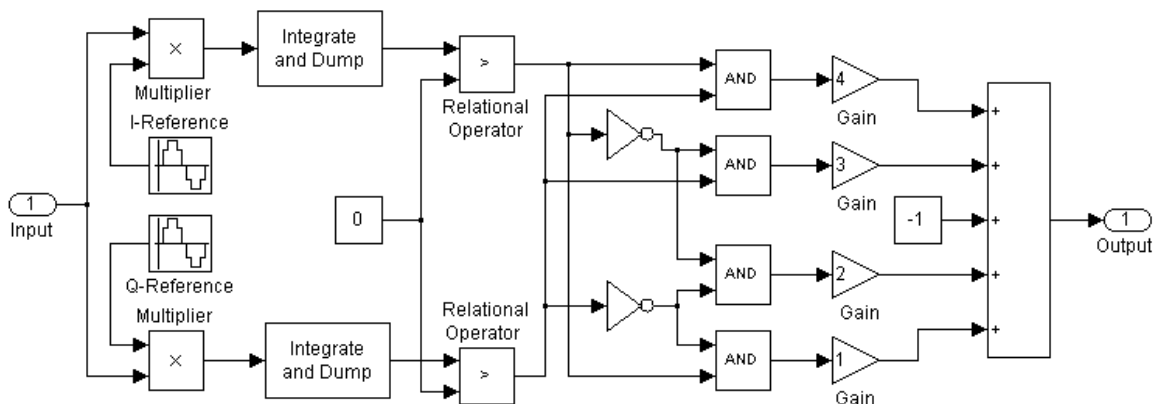 ×
Multiplier
I-Reference
Integrate
and Dump
>
Relational
Operator
AND
4
Gain
AND
3
Gain
1
Input
0
-1
1
Output
Q-Reference
Multiplier
×
Integrate
and Dump
Relational
Operator
>
AND
2
Gain
AND
1
Gain
+
+
+
+
+